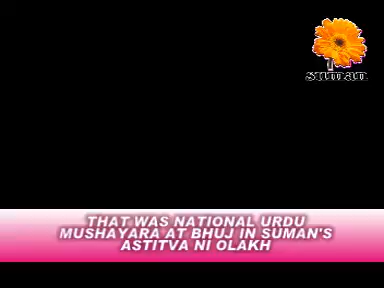 suman
THAT WAS NATIONAL URDU
MUSHAYARA AT BHUJ IN SUMAN'S
ASTITVA NI OLAKH